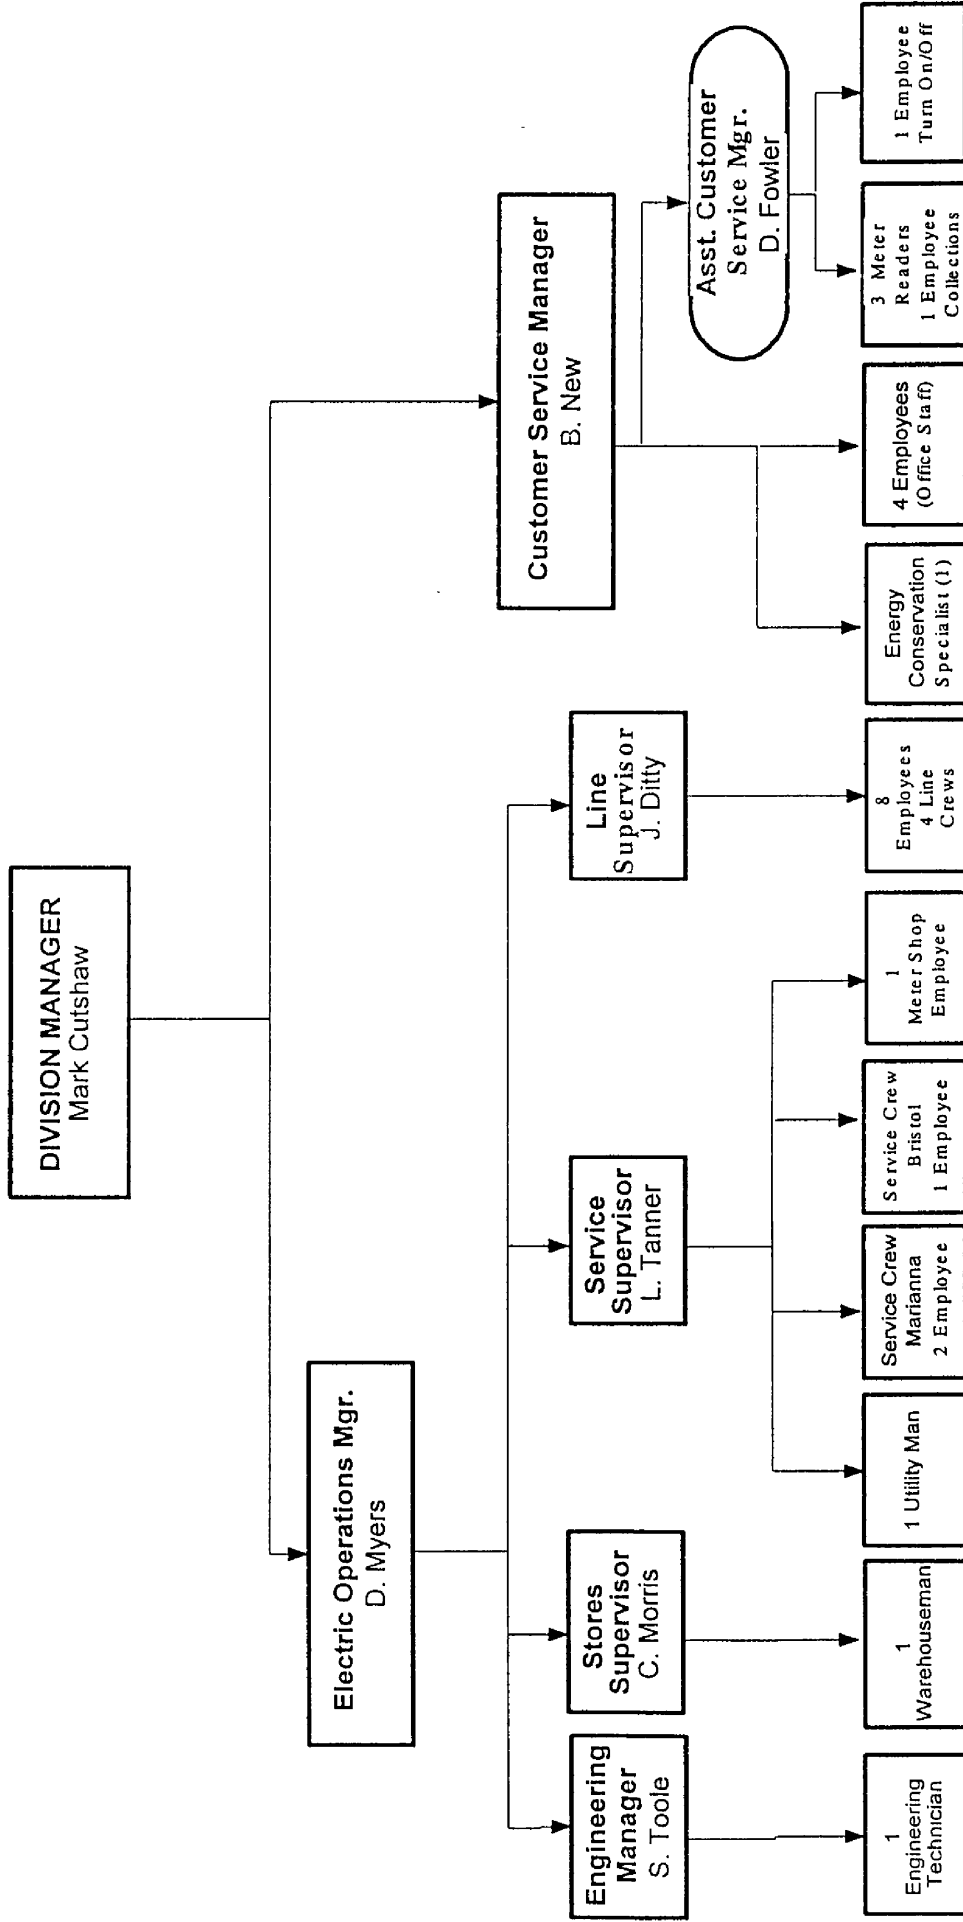 DIVISION MANAGER
Mark Cutshaw
Electric Operations Mgr.
D. Myers
Customer Service Manager
B. New
Engineering
Manager
S. Toole
Stores
Supervisor
C. Morris
Service
Supervisor
L. Tanner
Line
Supervisor
J. Ditty
Asst. Customer
Service Mgr.
D. Fowler
1
Engineering
Technician
1
Warehouseman
1 Utility Man
Service Crew
Marianna
2 Employee
Service Crew
Bristol
1 Employee
1
Meter Shop
Employee
8
Employees
4 Line
Crews
Energy
Conservation
Specialist (1)
4 Employees
(Office Staff)
3 Meter
Readers
1 Employee
Collections
1 Employee
Turn On/Off